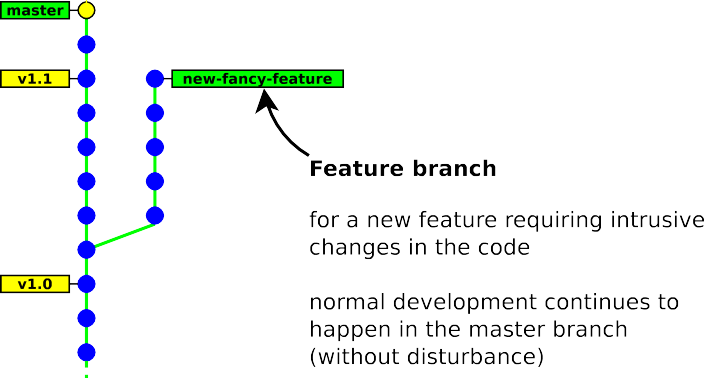 master
v1.1
new-fancy-feature
Feature branch
for a new feature requiring intrusive
changes in the code
v1.0
normal development continues to
happen in the master branch
(without disturbance)